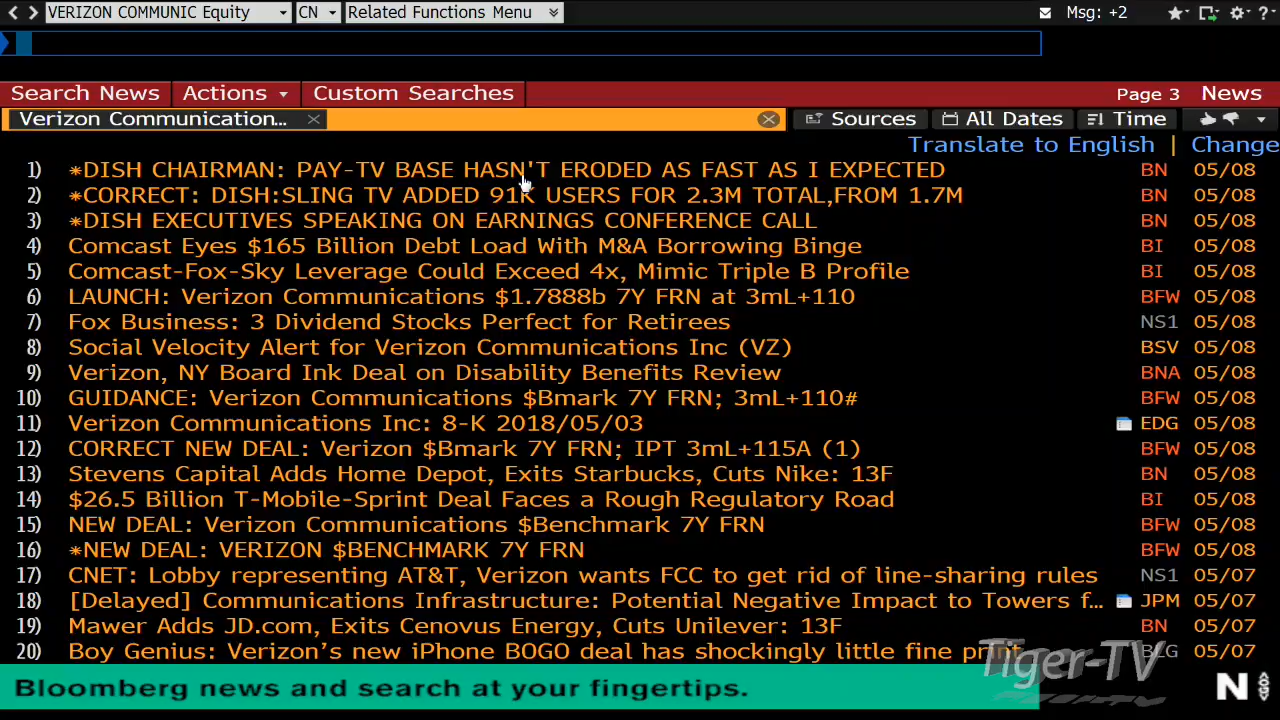 VERIZON COMMUNIC Equity CN Related Functions Menu Msg: +2
Search News Actions Custom Searches Page 3 News
Verizon Communication... Sources All Dates Time
Translate to English | Change
1) *DISH CHAIRMAN: PAY-TV BASE HASN'T ERODED AS FAST AS I EXPECTED BN 05/08
2) *CORRECT: DISH:SLING TV ADDED 91K USERS FOR 2.3M TOTAL,FROM 1.7M BN 05/08
3) *DISH EXECUTIVES SPEAKING ON EARNINGS CONFERENCE CALL BN 05/08
4) Comcast Eyes $165 Billion Debt Load With M&A Borrowing Binge BI 05/08
5) Comcast-Fox-Sky Leverage Could Exceed 4x, Mimic Triple B Profile BI 05/08
6) LAUNCH: Verizon Communications $1.7888b 7Y FRN at 3mL+110 BFW 05/08
7) Fox Business: 3 Dividend Stocks Perfect for Retirees NS1 05/08
8) Social Velocity Alert for Verizon Communications Inc (VZ) BSV 05/08
9) Verizon, NY Board Ink Deal on Disability Benefits Review BNA 05/08
10) GUIDANCE: Verizon Communications $Bmark 7Y FRN; 3mL+110# BFW 05/08
11) Verizon Communications Inc: 8-K 2018/05/03 EDG 05/08
12) CORRECT NEW DEAL: Verizon $Bmark 7Y FRN; IPT 3mL+115A (1) BFW 05/08
13) Stevens Capital Adds Home Depot, Exits Starbucks, Cuts Nike: 13F BN 05/08
14) $26.5 Billion T-Mobile-Sprint Deal Faces a Rough Regulatory Road BI 05/08
15) NEW DEAL: Verizon Communications $Benchmark 7Y FRN BFW 05/08
16) *NEW DEAL: VERIZON $BENCHMARK 7Y FRN BFW 05/08
17) CNET: Lobby representing AT&T, Verizon wants FCC to get rid of line-sharing rules NS1 05/07
18) [Delayed] Communications Infrastructure: Potential Negative Impact to Towers f... JPM 05/07
19) Mawer Adds JD.com, Exits Cenovus Energy, Cuts Unilever: 13F BN 05/07
20) Boy Genius: Verizon's new iPhone BOGO deal has shockingly little fine print BLG 05/07
Tiger-TV
Bloomberg news and search at your fingertips.
N